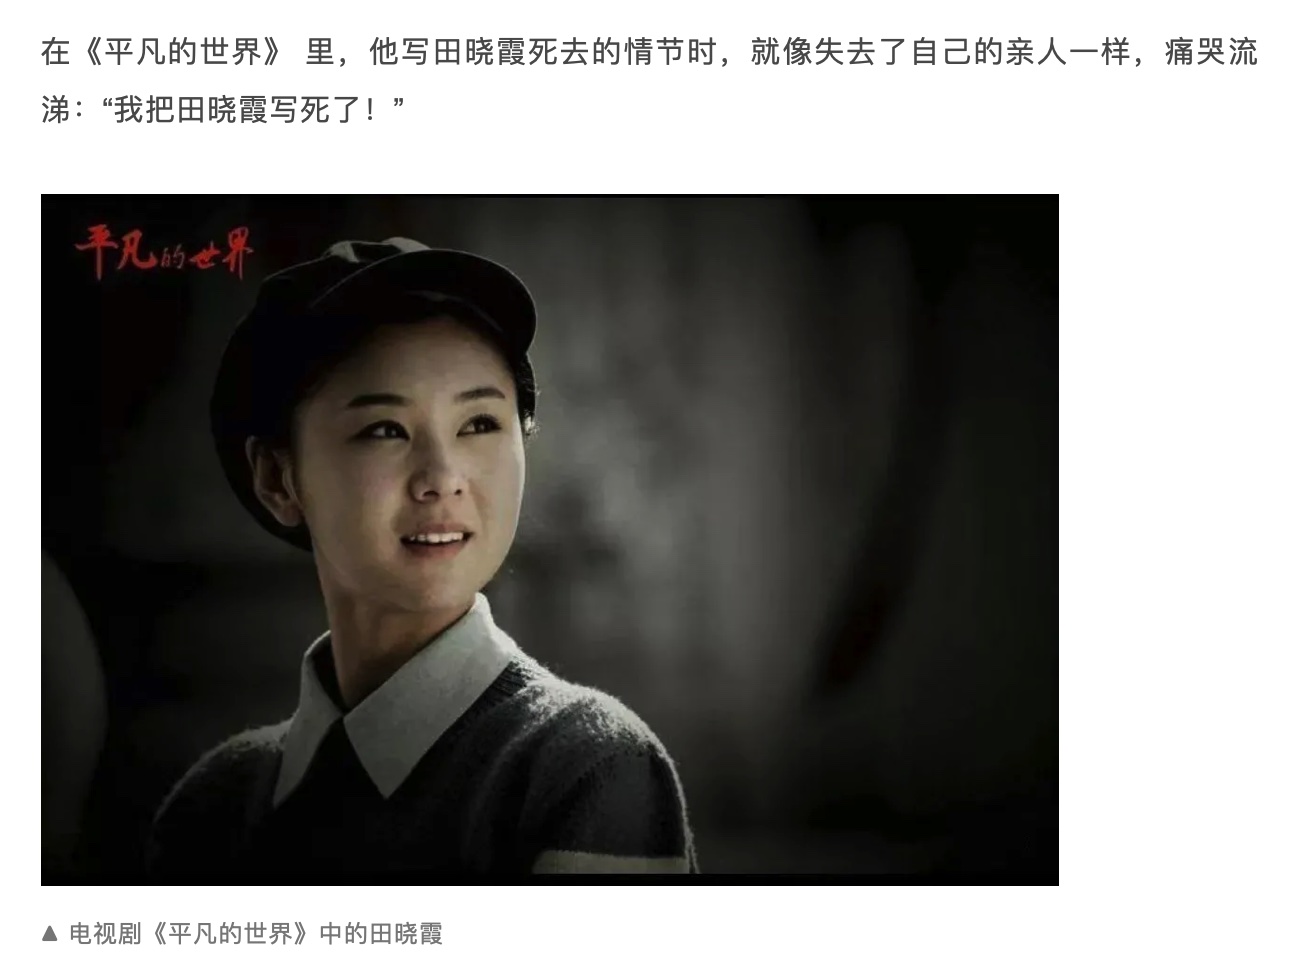 在《平凡的世界》 里，他写田晓霞死去的情节时，就像失去了自己的亲人一样，痛哭流
涕：“我把田晓霞写死了！”
平凡的世界
▲ 电视剧《平凡的世界》中的田晓霞